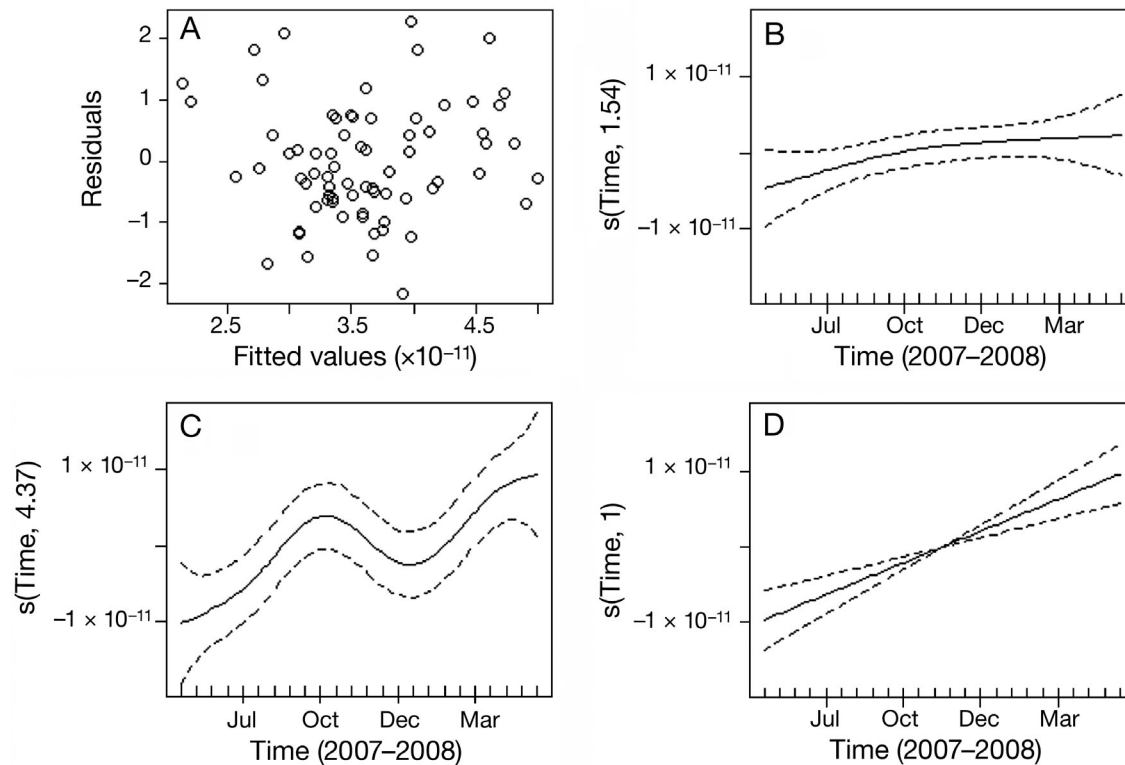 A
Residuals
2
1
0
−1
−2
2.5
3.5
4.5
Fitted values (×10⁻¹¹)
B
s(Time, 1.54)
1 × 10⁻¹¹
−1 × 10⁻¹¹
Jul
Oct
Dec
Mar
Time (2007–2008)
C
s(Time, 4.37)
1 × 10⁻¹¹
−1 × 10⁻¹¹
Jul
Oct
Dec
Mar
Time (2007–2008)
D
s(Time, 1)
1 × 10⁻¹¹
−1 × 10⁻¹¹
Jul
Oct
Dec
Mar
Time (2007–2008)